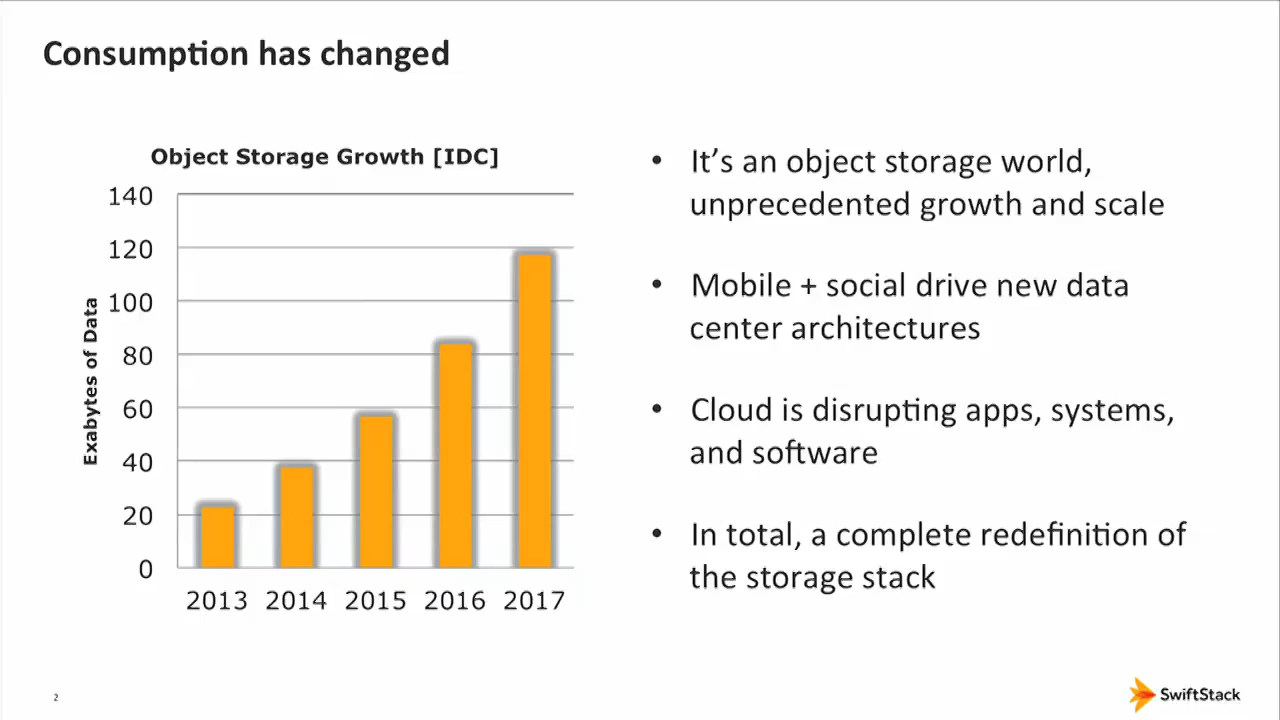 Consumption has changed
Object Storage Growth [IDC]
Exabytes of Data
140
120
100
80
60
40
20
0
2013 2014 2015 2016 2017
• It’s an object storage world,
unprecedented growth and scale
• Mobile + social drive new data
center architectures
• Cloud is disrupting apps, systems,
and software
• In total, a complete redefinition of
the storage stack
2
SwiftStack